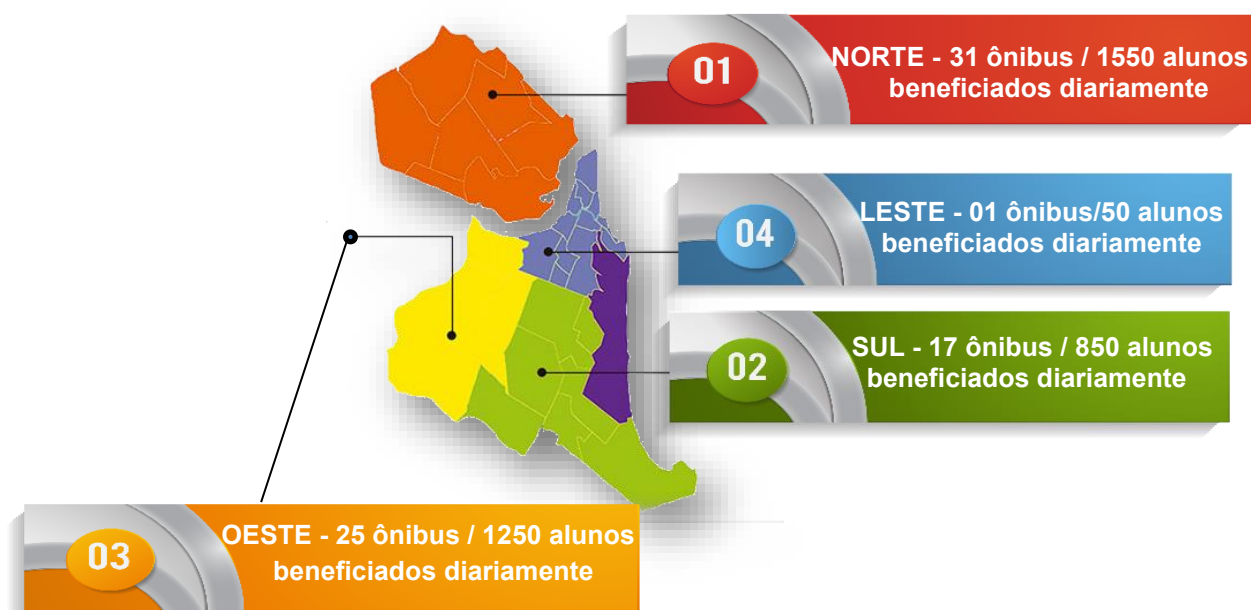 01
NORTE - 31 ônibus / 1550 alunos
beneficiados diariamente
04
LESTE - 01 ônibus/50 alunos
beneficiados diariamente
02
SUL - 17 ônibus / 850 alunos
beneficiados diariamente
03
OESTE - 25 ônibus / 1250 alunos
beneficiados diariamente